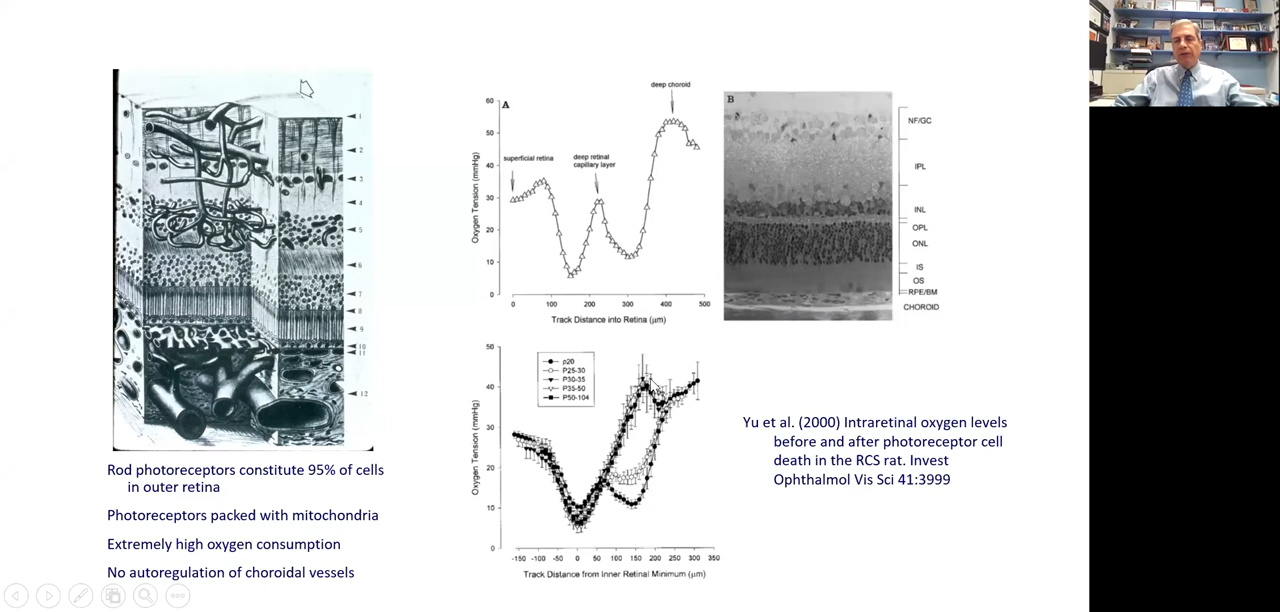 1
2
3
4
5
6
7
8
9
10
11
12
Rod photoreceptors constitute 95% of cells
in outer retina
Photoreceptors packed with mitochondria
Extremely high oxygen consumption
No autoregulation of choroidal vessels
A
deep choroid
superficial retina
deep retinal
capillary layer
Oxygen Tension (mmHg)
60
50
40
30
20
10
0
0 100 200 300 400 500
Track Distance into Retina (μm)
B
NF/GC
IPL
INL
OPL
ONL
IS
OS
RPE/BM
CHOROID
p20
P25-30
P30-35
P35-50
P50-104
Oxygen Tension (mmHg)
50
40
30
20
10
0
-150 -100 -50 0 50 100 150 200 250 300 350
Track Distance from Inner Retinal Minimum (μm)
Yu et al. (2000) Intraretinal oxygen levels
before and after photoreceptor cell
death in the RCS rat. Invest
Ophthalmol Vis Sci 41:3999